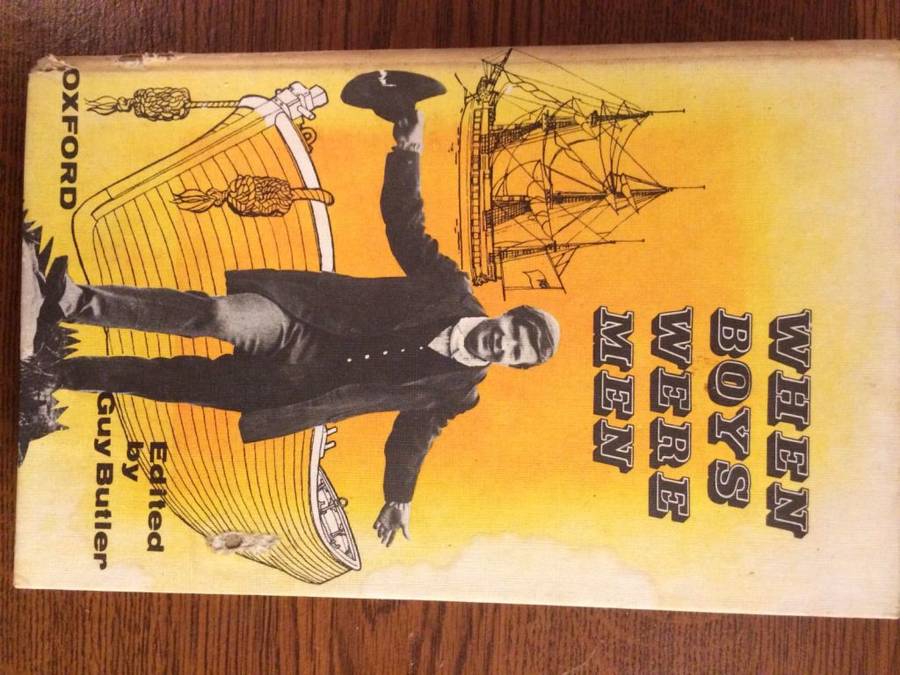 WHEN
BOYS
WERE
MEN
Edited
by
Guy Butler
OXFORD